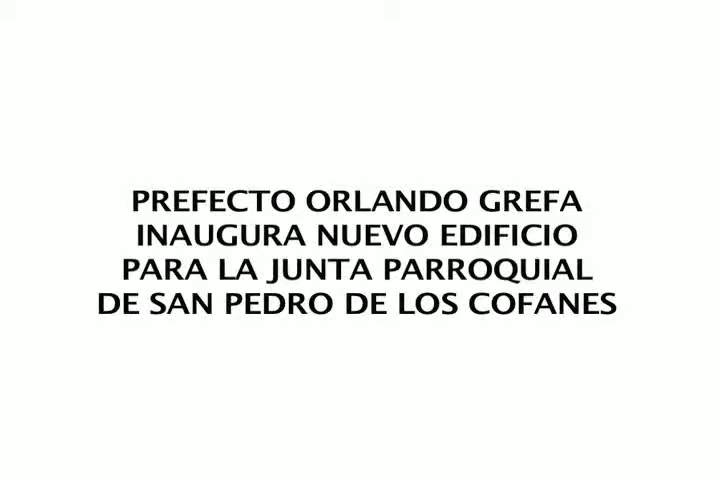 PREFECTO ORLANDO GREFA
INAUGURA NUEVO EDIFICIO
PARA LA JUNTA PARROQUIAL
DE SAN PEDRO DE LOS COFANES